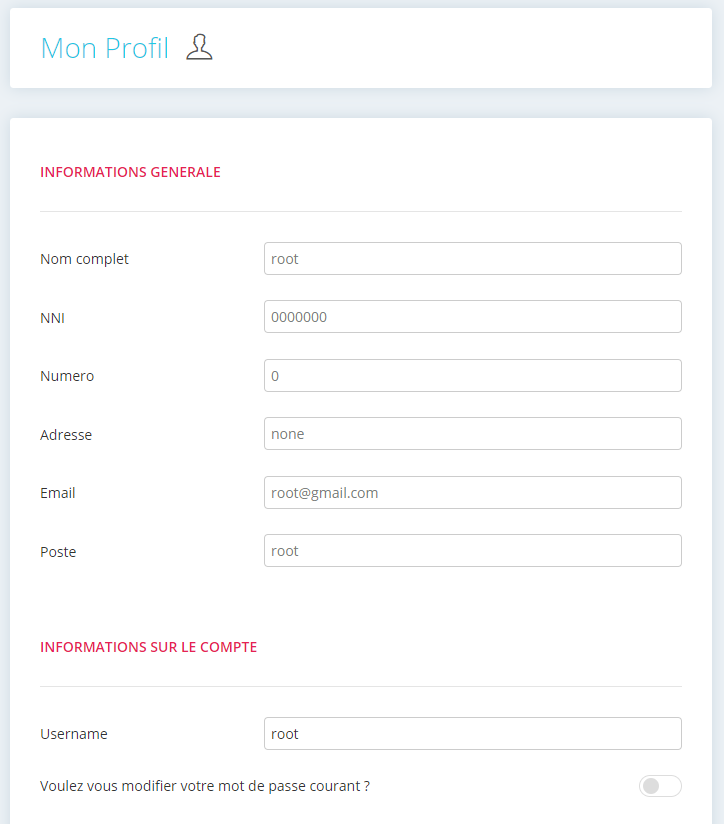 Mon Profil
INFORMATIONS GENERALE
Nom complet root
NNI 0000000
Numero 0
Adresse none
Email root@gmail.com
Poste root
INFORMATIONS SUR LE COMPTE
Username root
Voulez vous modifier votre mot de passe courant ?